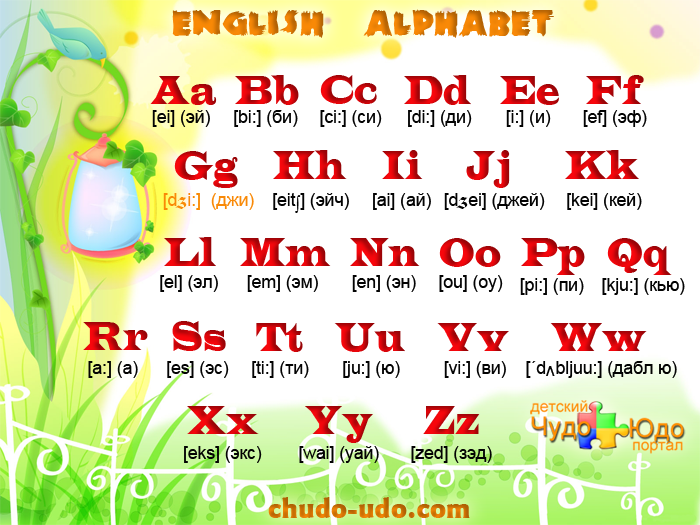 ENGLISH ALPHABET
Aa Bb Cc Dd Ee Ff
[ei] (эй) [bi:] (би) [ci:] (си) [di:] (ди) [i:] (и) [ef] (эф)
Gg Hh Ii Jj Kk
[dʒi:] (джи) [eitʃ] (эйч) [ai] (ай) [dʒei] (джей) [kei] (кей)
Ll Mm Nn Oo Pp Qq
[el] (эл) [em] (эм) [en] (эн) [ou] (оу) [pi:] (пи) [kju:] (кью)
Rr Ss Tt Uu Vv Ww
[a:] (а) [es] (эс) [ti:] (ти) [ju:] (ю) [vi:] (ви) [´dʌbljuu:] (дабл ю)
Xx Yy Zz
[eks] (экс) [wai] (уай) [zed] (зэд)
детский
Чудо Юдо
портал
chudo-udo.com